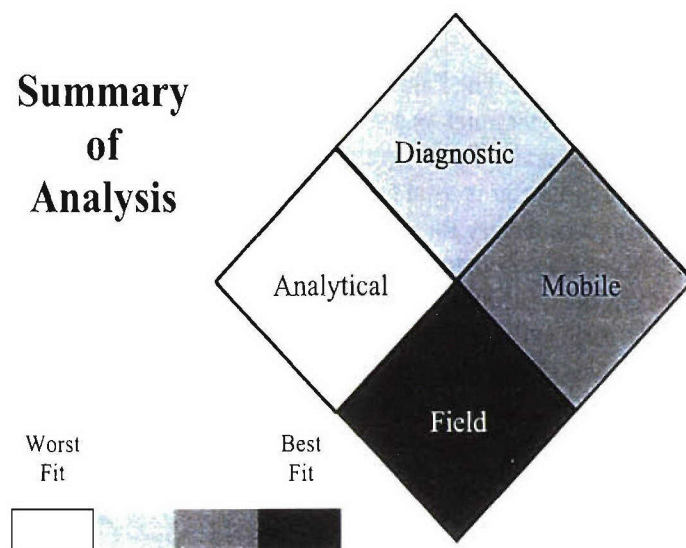 Summary
of
Analysis
Diagnostic
Analytical
Mobile
Field
Worst
Fit
Best
Fit